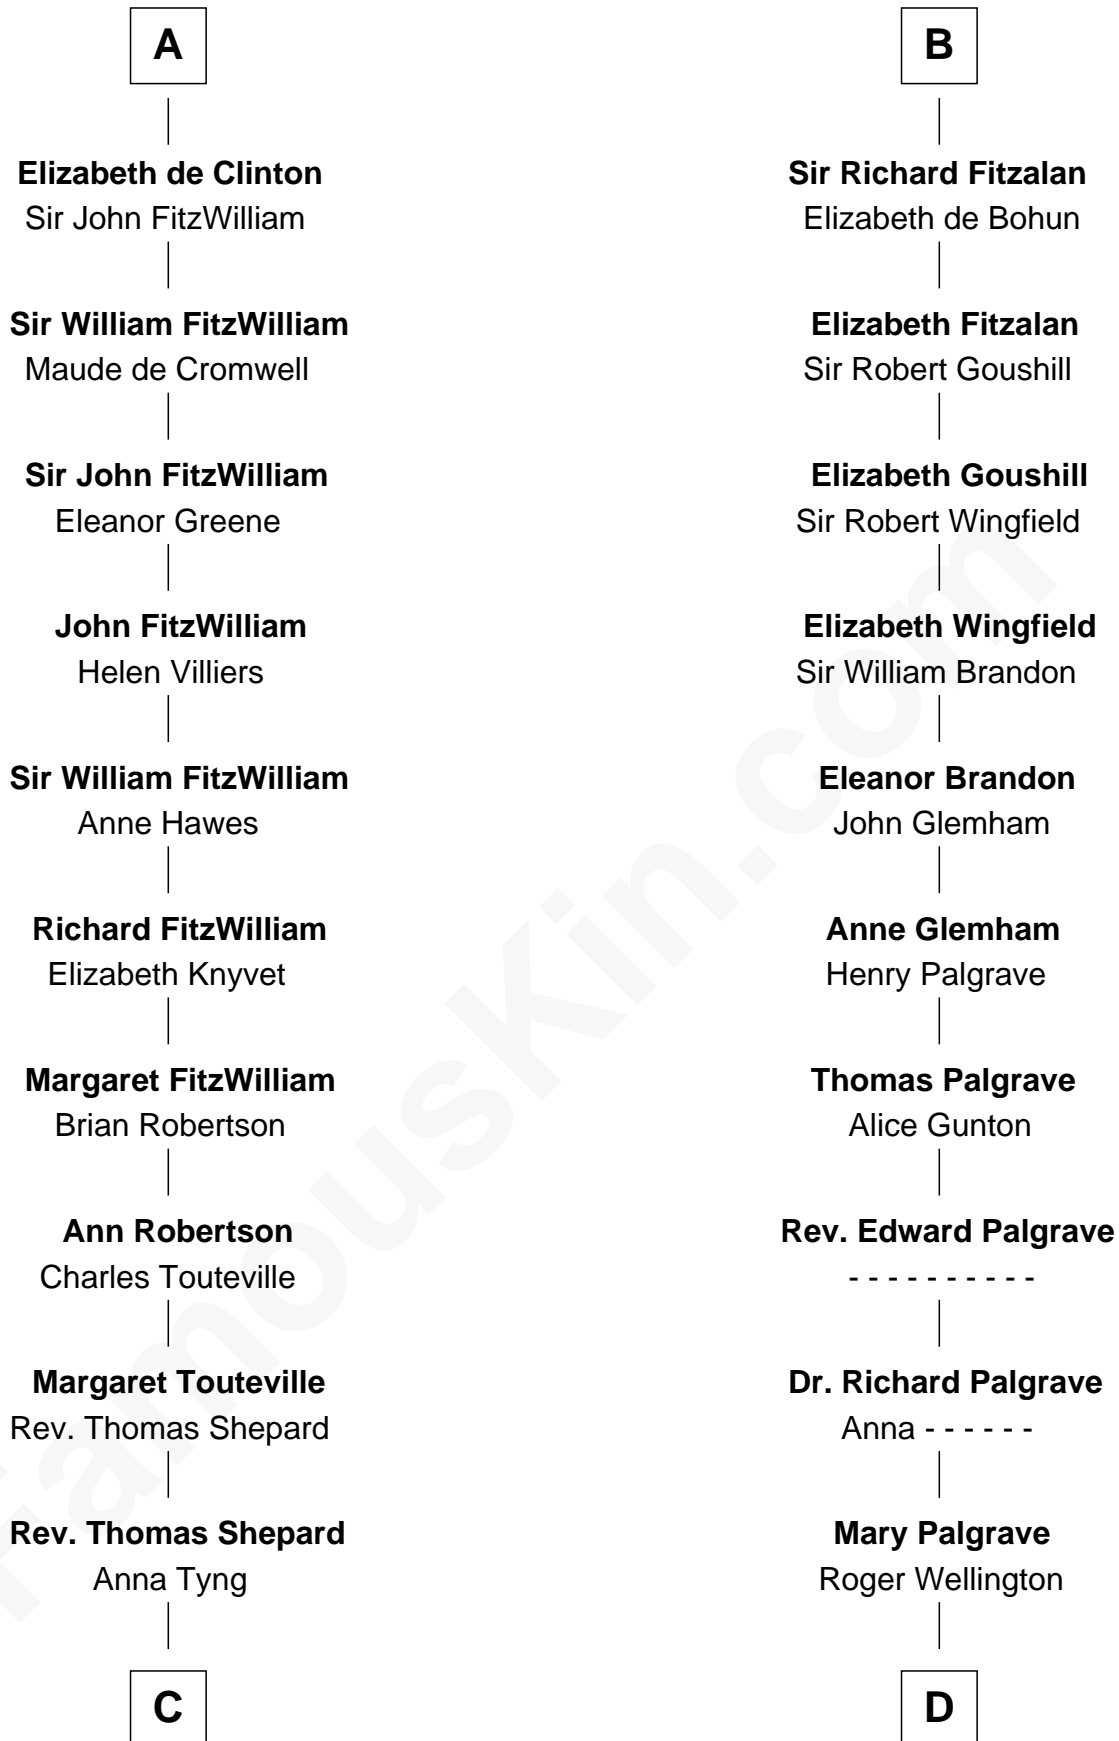 A
Elizabeth de Clinton
Sir John FitzWilliam
Sir William FitzWilliam
Maude de Cromwell
Sir John FitzWilliam
Eleanor Greene
John FitzWilliam
Helen Villiers
Sir William FitzWilliam
Anne Hawes
Richard FitzWilliam
Elizabeth Knyvet
Margaret FitzWilliam
Brian Robertson
Ann Robertson
Charles Touteville
Margaret Touteville
Rev. Thomas Shepard
Rev. Thomas Shepard
Anna Tyng
C
B
Sir Richard Fitzalan
Elizabeth de Bohun
Elizabeth Fitzalan
Sir Robert Goushill
Elizabeth Goushill
Sir Robert Wingfield
Elizabeth Wingfield
Sir William Brandon
Eleanor Brandon
John Glemham
Anne Glemham
Henry Palgrave
Thomas Palgrave
Alice Gunton
Rev. Edward Palgrave
- - - - - - - - - -
Dr. Richard Palgrave
Anna - - - - - -
Mary Palgrave
Roger Wellington
D
FamousKin.com